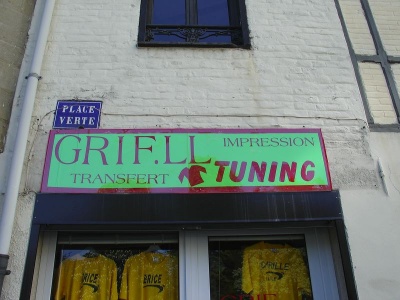 PLACE
VERTE
GRIF.LL IMPRESSION
TRANSFERT TUNING